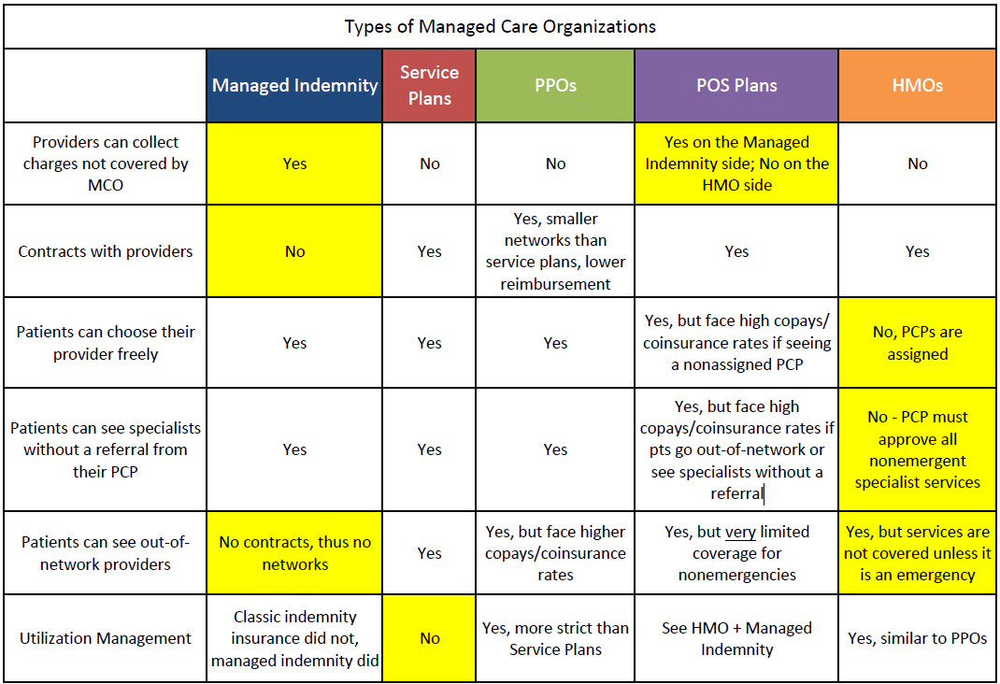 Types of Managed Care Organizations
Managed Indemnity
Service
Plans
PPOs
POS Plans
HMOs
Providers can collect
charges not covered by
MCO
Yes
No
No
Yes on the Managed
Indemnity side; No on the
HMO side
No
Contracts with providers
No
Yes
Yes, smaller
networks than
service plans, lower
reimbursement
Yes
Yes
Patients can choose their
provider freely
Yes
Yes
Yes
Yes, but face high copays/
coinsurance rates if seeing
a nonassigned PCP
No, PCPs are
assigned
Patients can see specialists
without a referral from
their PCP
Yes
Yes
Yes
Yes, but face high
copays/coinsurance rates if
pts go out-of-network or
see specialists without a
referral
No - PCP must
approve all
nonemergent
specialist services
Patients can see out-of-
network providers
No contracts, thus no
networks
Yes
Yes, but face higher
copays/coinsurance
rates
Yes, but very limited
coverage for
nonemergencies
Yes, but services are
not covered unless it
is an emergency
Utilization Management
Classic indemnity
insurance did not,
managed indemnity did
No
Yes, more strict than
Service Plans
See HMO + Managed
Indemnity
Yes, similar to PPOs